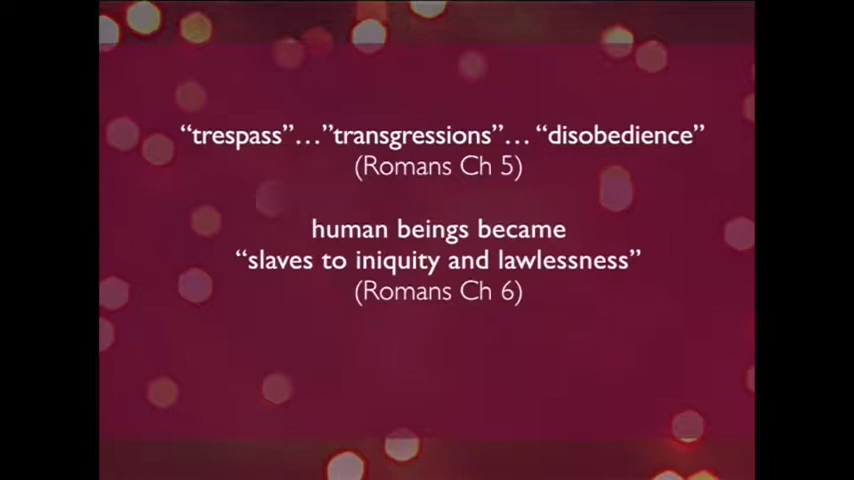 “trespass”…”transgressions”… “disobedience”
(Romans Ch 5)
human beings became
“slaves to iniquity and lawlessness”
(Romans Ch 6)